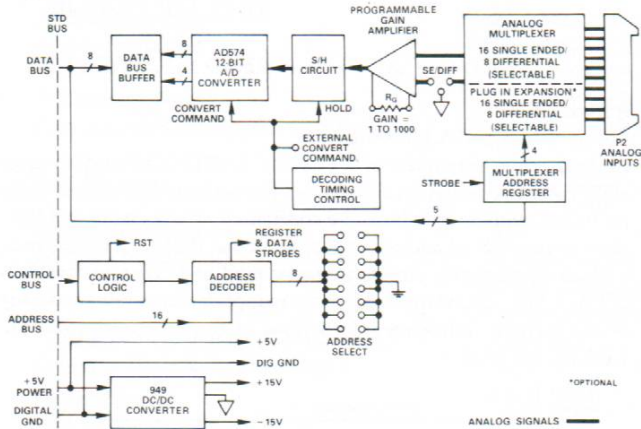 STD
BUS
DATA
BUS
8
DATA
BUS
BUFFER
8
4
AD574
12-BIT
A/D
CONVERTER
CONVERT
COMMAND
S/H
CIRCUIT
HOLD
PROGRAMMABLE
GAIN
AMPLIFIER
RG
GAIN =
1 TO 1000
SE/DIFF
ANALOG
MULTIPLEXER
16 SINGLE ENDED/
8 DIFFERENTIAL
(SELECTABLE)
PLUG IN EXPANSION*
16 SINGLE ENDED/
8 DIFFERENTIAL
(SELECTABLE)
P2
ANALOG
INPUTS
EXTERNAL
CONVERT
COMMAND
DECODING
TIMING
CONTROL
4
STROBE
MULTIPLEXER
ADDRESS
REGISTER
5
RST
REGISTER
& DATA
STROBES
CONTROL
BUS
CONTROL
LOGIC
ADDRESS
DECODER
8
ADDRESS
BUS
16
ADDRESS
SELECT
+5V
DIG GND
+5V
POWER
DIGITAL
GND
949
DC/DC
CONVERTER
+15V
-15V
*OPTIONAL
ANALOG SIGNALS